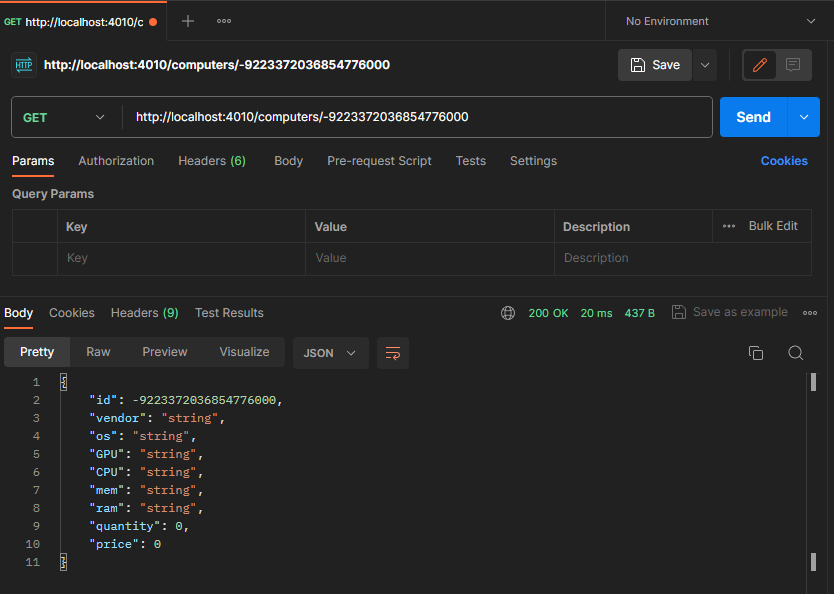 GET http://localhost:4010/c No Environment
HTTP http://localhost:4010/computers/-9223372036854776000 Save
GET http://localhost:4010/computers/-9223372036854776000 Send
Params Authorization Headers (6) Body Pre-request Script Tests Settings Cookies
Query Params
Key Value Description Bulk Edit
Key Value Description
Body Cookies Headers (9) Test Results 200 OK 20 ms 437 B Save as example
Pretty Raw Preview Visualize JSON
1 {
2 "id": -9223372036854776000,
3 "vendor": "string",
4 "os": "string",
5 "GPU": "string",
6 "CPU": "string",
7 "mem": "string",
8 "ram": "string",
9 "quantity": 0,
10 "price": 0
11 }